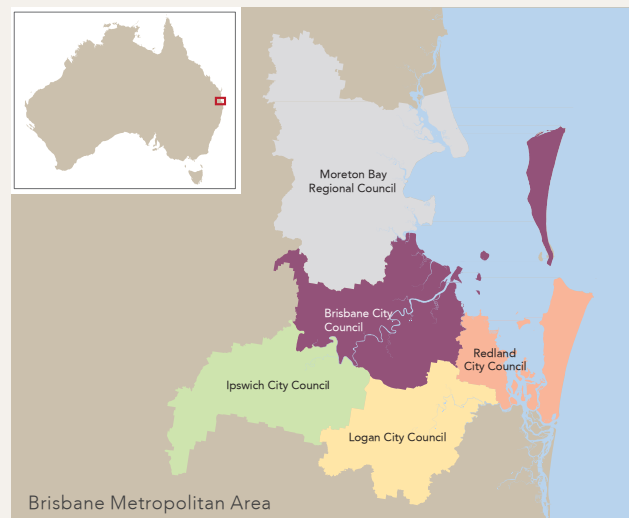 Moreton Bay
Regional Council
Brisbane City
Council
Redland
City Council
Ipswich City Council
Logan City Council
Brisbane Metropolitan Area